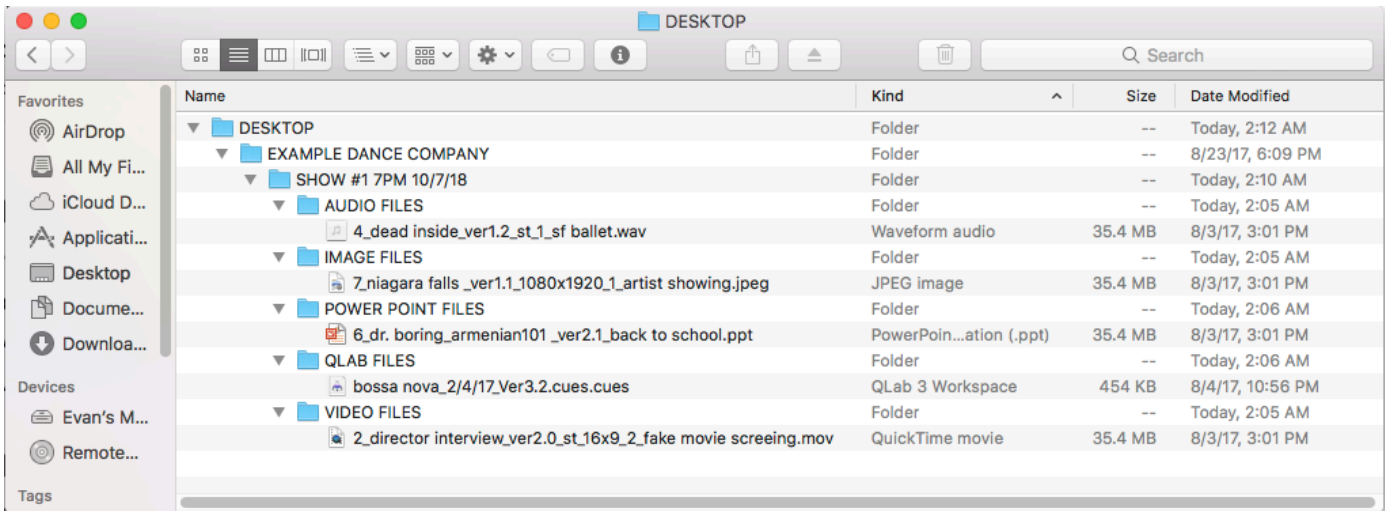 DESKTOP
Search
Favorites
AirDrop
All My Fi...
iCloud D...
Applicati...
Desktop
Docume...
Downloa...
Devices
Evan's M...
Remote...
Tags
Name Kind Size Date Modified
DESKTOP Folder -- Today, 2:12 AM
EXAMPLE DANCE COMPANY Folder -- 8/23/17, 6:09 PM
SHOW #1 7PM 10/7/18 Folder -- Today, 2:10 AM
AUDIO FILES Folder -- Today, 2:05 AM
4_dead inside_ver1.2_st_1_sf ballet.wav Waveform audio 35.4 MB 8/3/17, 3:01 PM
IMAGE FILES Folder -- Today, 2:05 AM
7_niagara falls _ver1.1_1080x1920_1_artist showing.jpeg JPEG image 35.4 MB 8/3/17, 3:01 PM
POWER POINT FILES Folder -- Today, 2:06 AM
6_dr. boring_armenian101 _ver2.1_back to school.ppt PowerPoin...ation (.ppt) 35.4 MB 8/3/17, 3:01 PM
QLAB FILES Folder -- Today, 2:06 AM
bossa nova_2/4/17_Ver3.2.cues.cues QLab 3 Workspace 454 KB 8/4/17, 10:56 PM
VIDEO FILES Folder -- Today, 2:05 AM
2_director interview_ver2.0_st_16x9_2_fake movie screeing.mov QuickTime movie 35.4 MB 8/3/17, 3:01 PM